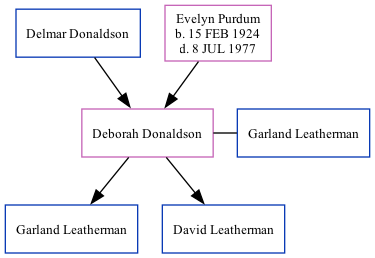 Delmar Donaldson
Evelyn Purdum
b. 15 FEB 1924
d. 8 JUL 1977
Deborah Donaldson
Garland Leatherman
Garland Leatherman
David Leatherman